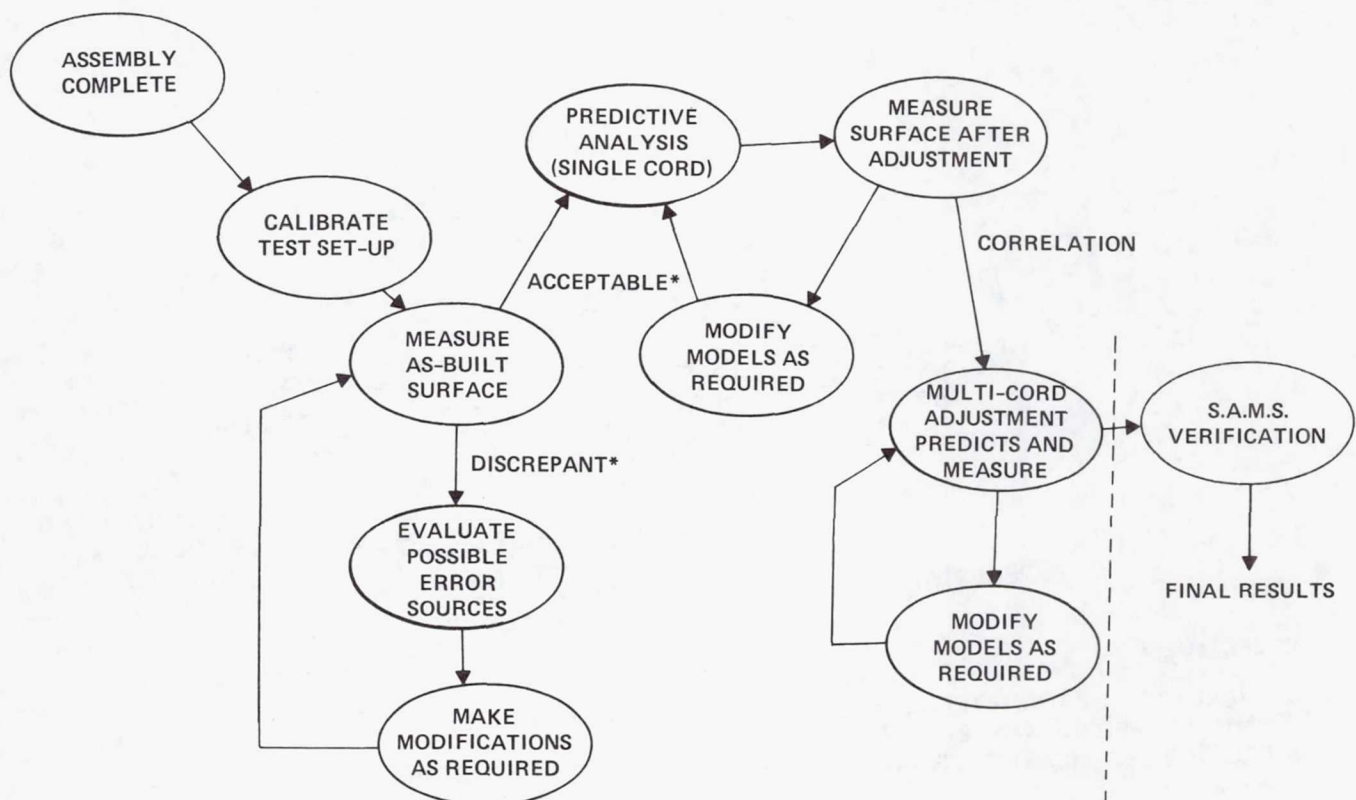 ASSEMBLY
COMPLETE
CALIBRATE
TEST SET-UP
MEASURE
AS-BUILT
SURFACE
ACCEPTABLE*
DISCREPANT*
EVALUATE
POSSIBLE
ERROR
SOURCES
MAKE
MODIFICATIONS
AS REQUIRED
PREDICTIVE
ANALYSIS
(SINGLE CORD)
MEASURE
SURFACE AFTER
ADJUSTMENT
MODIFY
MODELS AS
REQUIRED
CORRELATION
MULTI-CORD
ADJUSTMENT
PREDICTS AND
MEASURE
MODIFY
MODELS AS
REQUIRED
S.A.M.S.
VERIFICATION
FINAL RESULTS